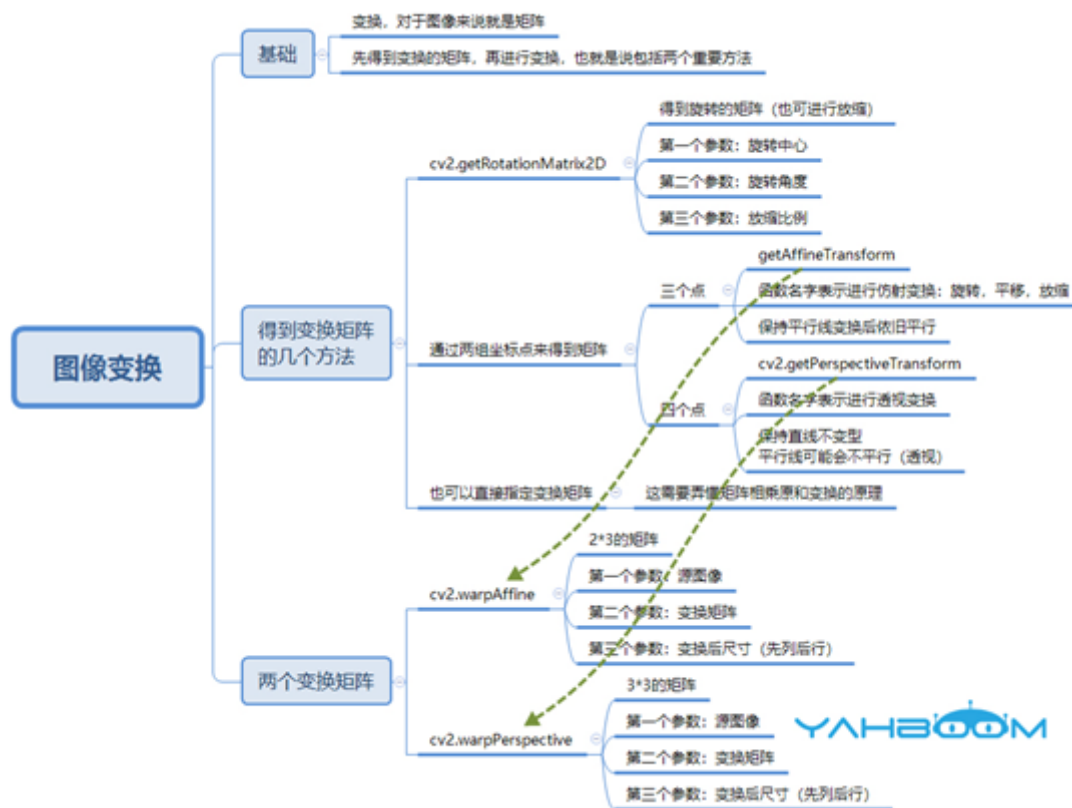 图像变换
基础
变换，对于图像来说就是矩阵
先得到变换的矩阵，再进行变换，也就是说包括两个重要方法
得到变换矩阵
的几个方法
cv2.getRotationMatrix2D
得到旋转的矩阵（也可进行放缩）
第一个参数：旋转中心
第二个参数：旋转角度
第三个参数：放缩比例
通过两组坐标点来得到矩阵
三个点
getAffineTransform
函数名字表示进行仿射变换：旋转，平移，放缩
保持平行线变换后依旧平行
四个点
cv2.getPerspectiveTransform
函数名字表示进行透视变换
保持直线不变型
平行线可能会不平行（透视）
也可以直接指定变换矩阵
这需要弄懂矩阵相乘原和变换的原理
两个变换矩阵
cv2.warpAffine
2*3的矩阵
第一个参数：源图像
第二个参数：变换矩阵
第三个参数：变换后尺寸（先列后行）
cv2.warpPerspective
3*3的矩阵
第一个参数：源图像
第二个参数：变换矩阵
第三个参数：变换后尺寸（先列后行）
YAHBOOM